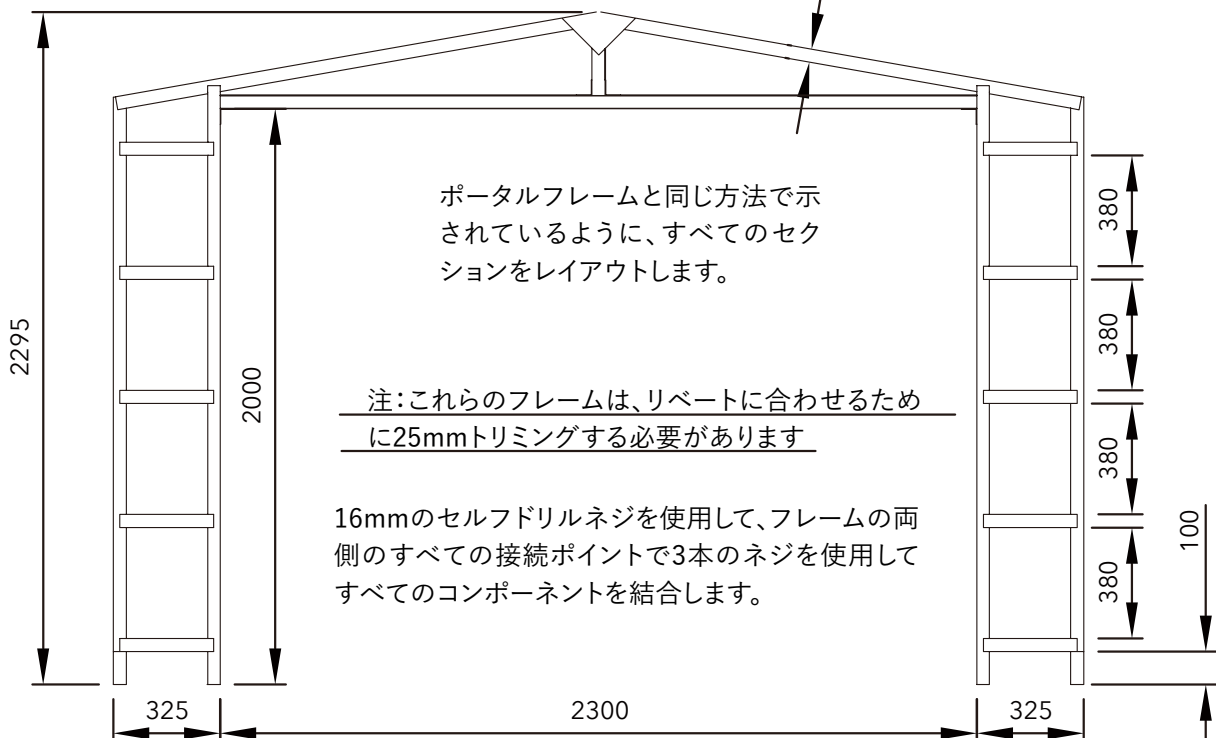 ポータルフレームと同じ方法で示
されているように、すべてのセク
ションをレイアウトします。
380
380
2295
2000
注：これらのフレームは、リベートに合わせるため
に25mmトリミングする必要があります
380
16mmのセルフドリルネジを使用して、フレームの両
側のすべての接続ポイントで3本のネジを使用して
すべてのコンポーネントを結合します。
380
100
325
2300
325